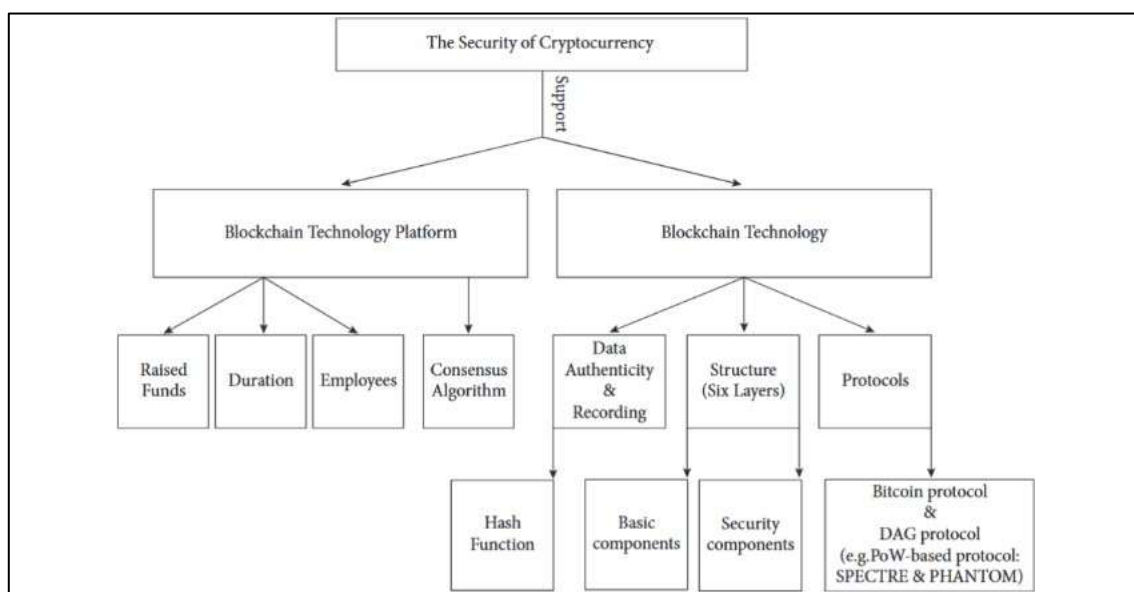 The Security of Cryptocurrency
Support
Blockchain Technology Platform
Blockchain Technology
Raised
Funds
Duration
Employees
Consensus
Algorithm
Data
Authenticity
&
Recording
Structure
(Six Layers)
Protocols
Hash
Function
Basic
components
Security
components
Bitcoin protocol
&
DAG protocol
(e.g.PoW-based protocol:
SPECTRE & PHANTOM)